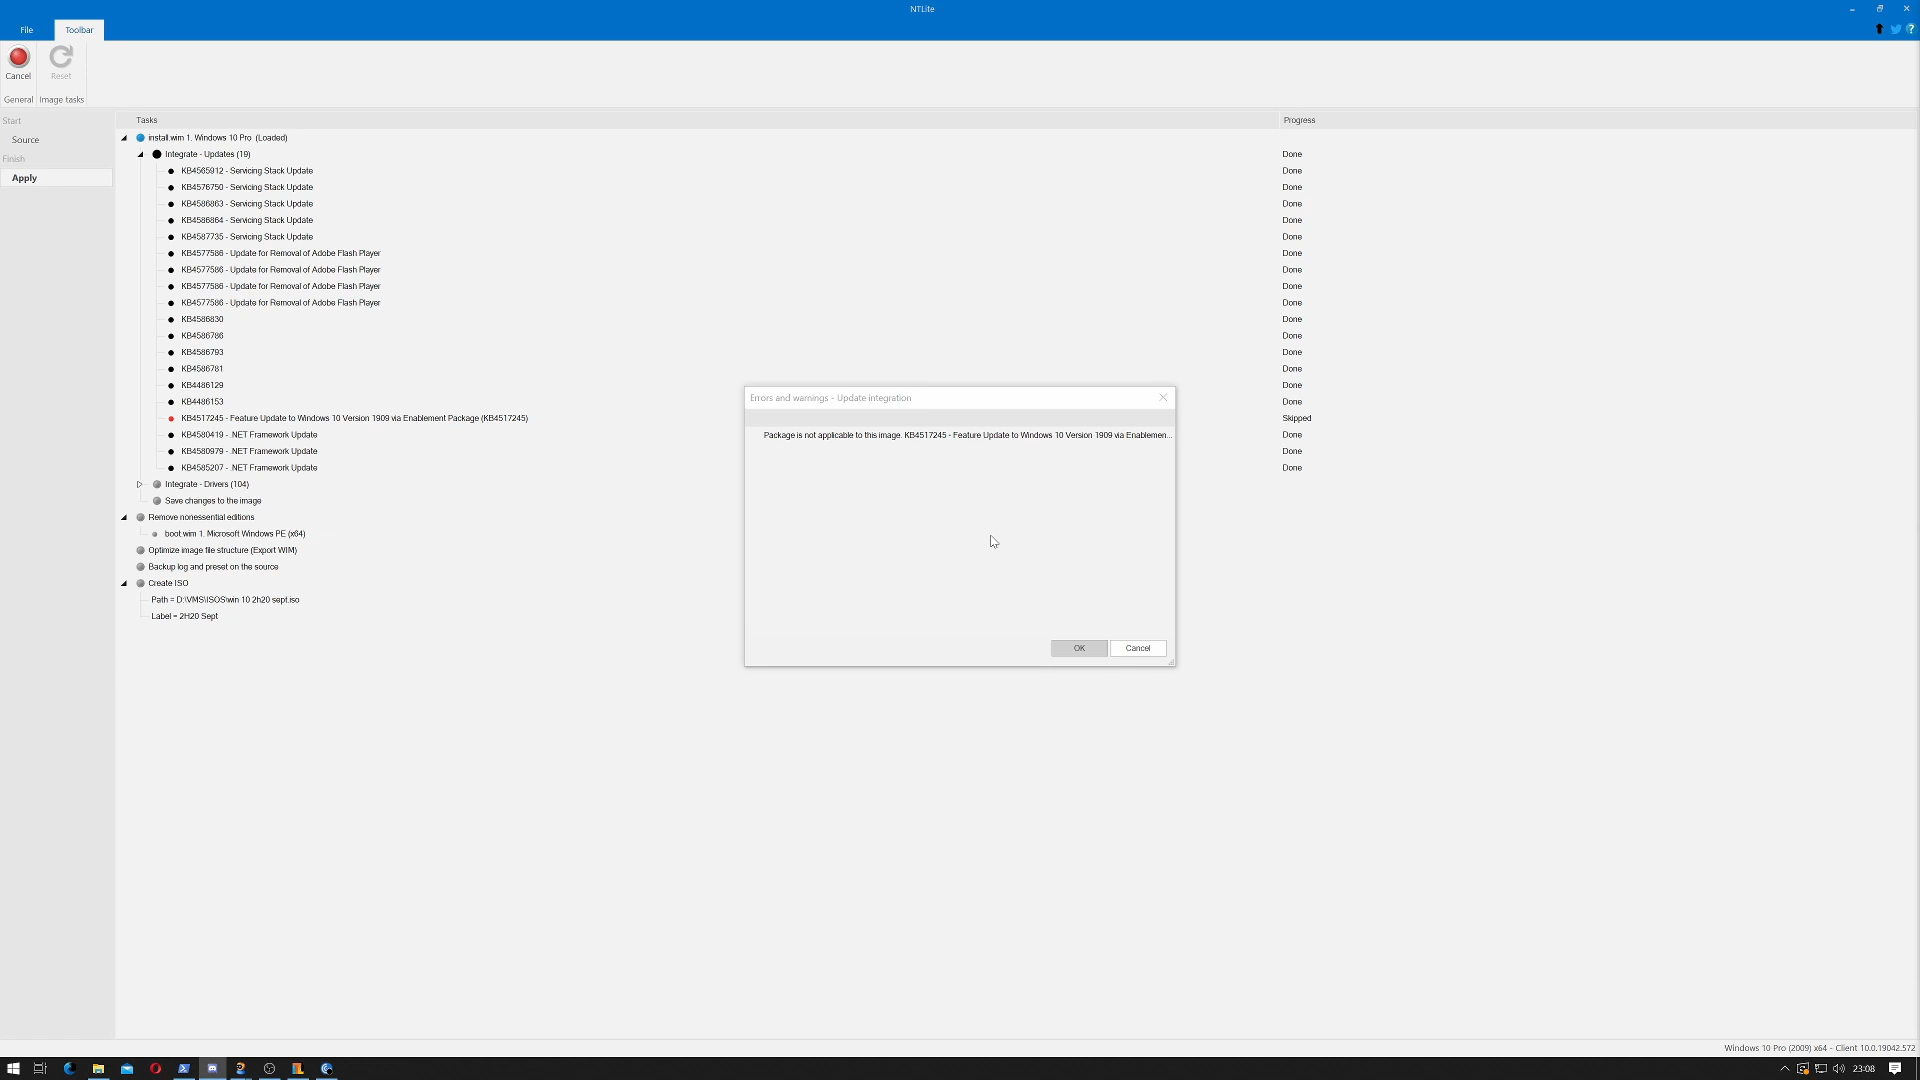 NTLite
File
Toolbar
Cancel
Reset
General
Image tasks
Start
Source
Finish
Apply
Tasks
Progress
install.wim 1. Windows 10 Pro (Loaded)
Integrate - Updates (19)
Done
KB4565912 - Servicing Stack Update
Done
KB4576750 - Servicing Stack Update
Done
KB4586863 - Servicing Stack Update
Done
KB4586864 - Servicing Stack Update
Done
KB4587735 - Servicing Stack Update
Done
KB4577586 - Update for Removal of Adobe Flash Player
Done
KB4577586 - Update for Removal of Adobe Flash Player
Done
KB4577586 - Update for Removal of Adobe Flash Player
Done
KB4577586 - Update for Removal of Adobe Flash Player
Done
KB4586830
Done
KB4586786
Done
KB4586793
Done
KB4586781
Done
KB4486129
Done
KB4486153
Done
KB4517245 - Feature Update to Windows 10 Version 1909 via Enablement Package (KB4517245)
Skipped
KB4580419 - .NET Framework Update
Done
KB4580979 - .NET Framework Update
Done
KB4585207 - .NET Framework Update
Done
Integrate - Drivers (104)
Save changes to the image
Remove nonessential editions
boot.wim 1. Microsoft Windows PE (x64)
Optimize image file structure (Export WIM)
Backup log and preset on the source
Create ISO
Path = D:\VMS\ISOS\win 10 2h20 sept.iso
Label = 2H20 Sept
Errors and warnings - Update integration
Package is not applicable to this image. KB4517245 - Feature Update to Windows 10 Version 1909 via Enablemen...
OK
Cancel
Windows 10 Pro (2009) x64 - Client 10.0.19042.572
23:08